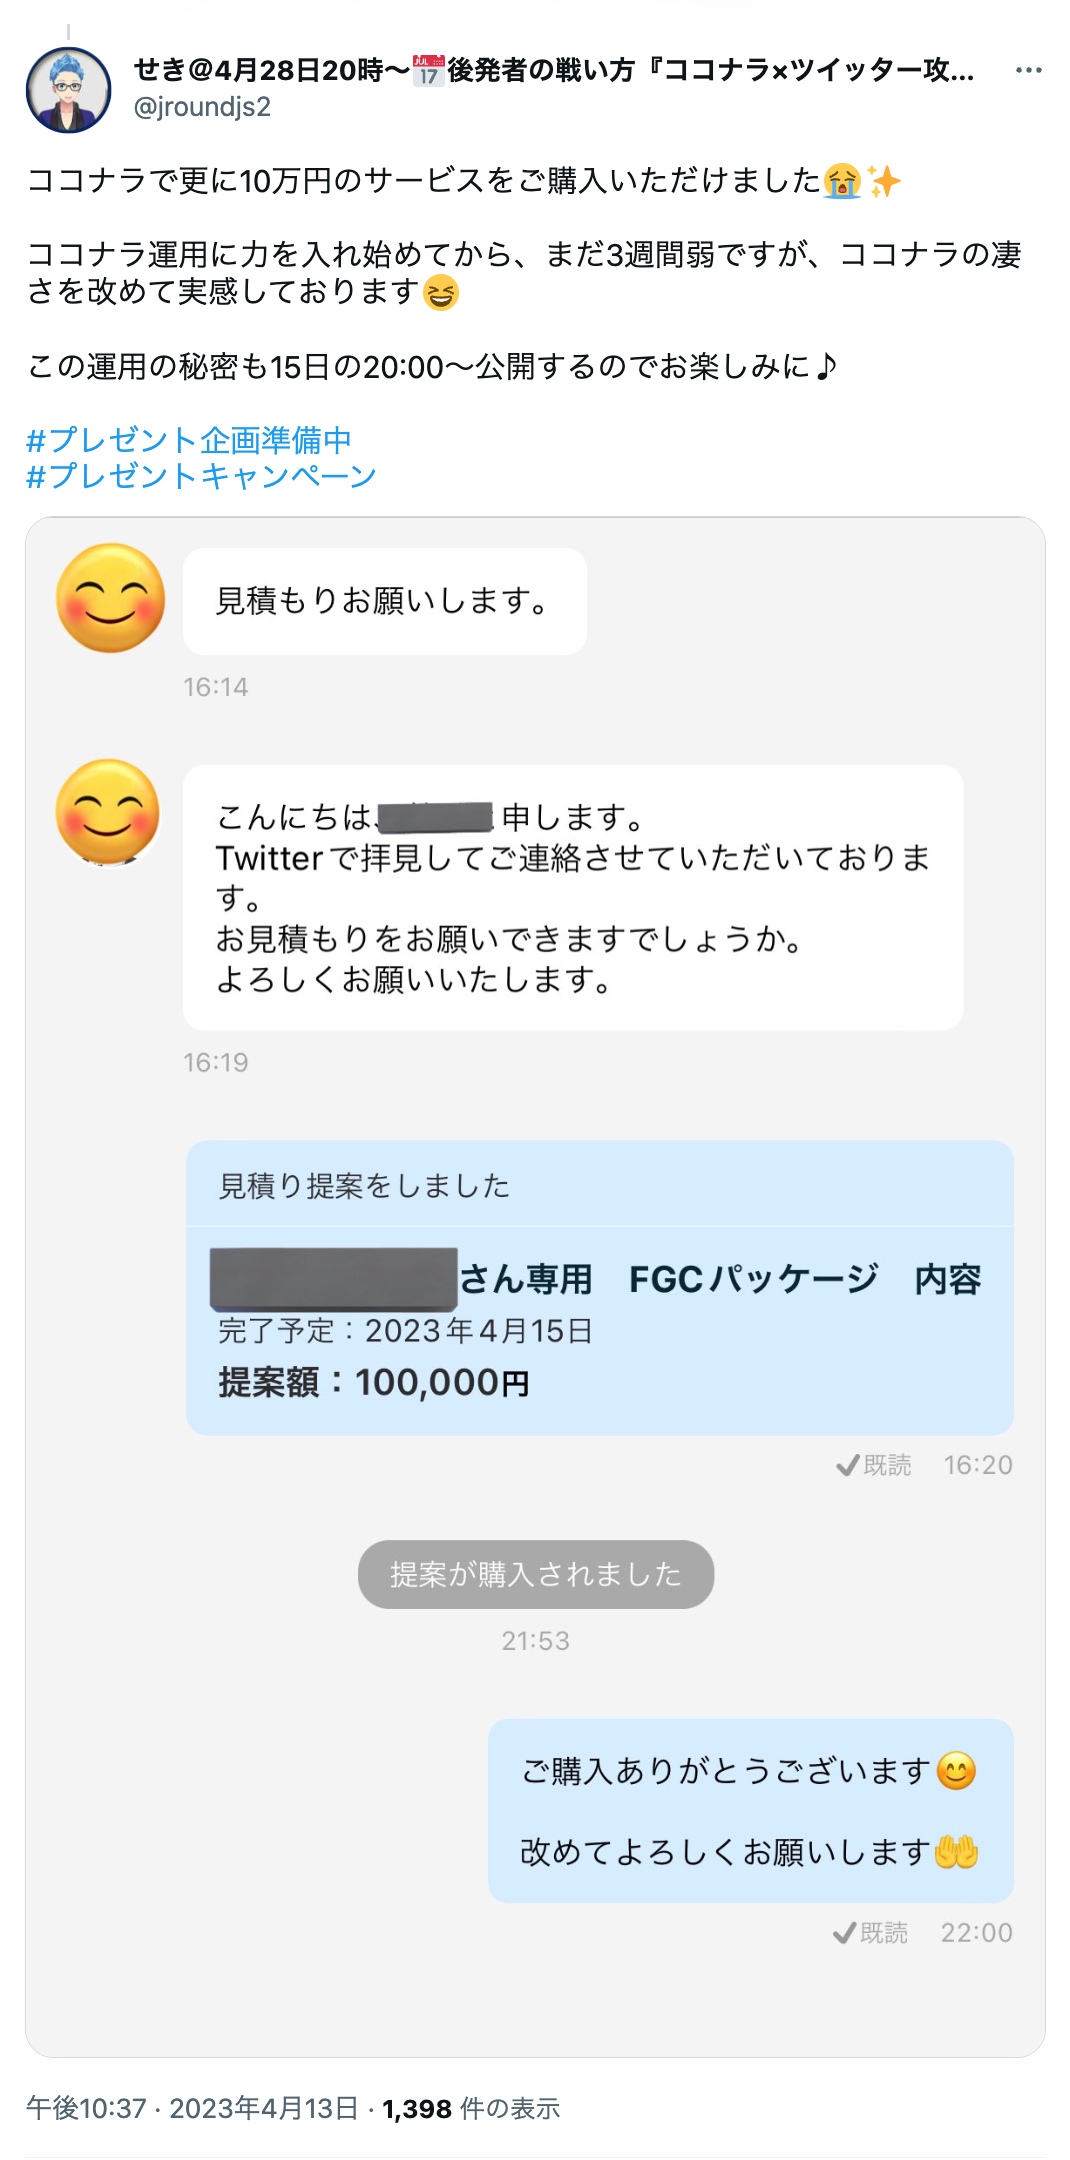 せき@4月28日20時〜📅後発者の戦い方『ココナラ×ツイッター攻...
@jroundjs2
ココナラで更に10万円のサービスをご購入いただけました😭✨
ココナラ運用に力を入れ始めてから、まだ3週間弱ですが、ココナラの凄
さを改めて実感しております😆
この運用の秘密も15日の20:00〜公開するのでお楽しみに♪
#プレゼント企画準備中
#プレゼントキャンペーン
見積もりお願いします。
16:14
こんにちは、 申します。
Twitterで拝見してご連絡させていただいておりま
す。
お見積もりをお願いできますでしょうか。
よろしくお願いいたします。
16:19
見積り提案をしました
さん専用 FGCパッケージ 内容
完了予定：2023年4月15日
提案額：100,000円
✔既読 16:20
提案が購入されました
21:53
ご購入ありがとうございます😊
改めてよろしくお願いします🤲
✔既読 22:00
午後10:37 · 2023年4月13日 · 1,398 件の表示